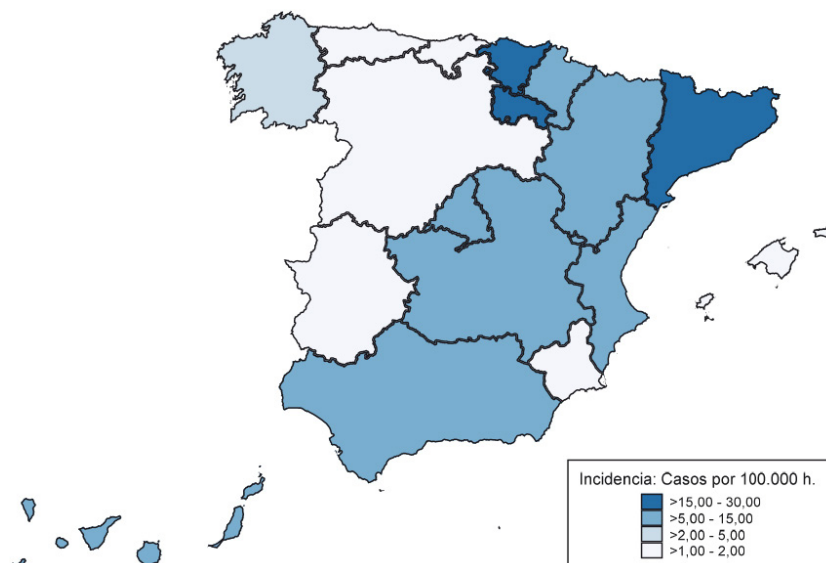 Incidencia: Casos por 100.000 h.
>15,00 - 30,00
>5,00 - 15,00
>2,00 - 5,00
>1,00 - 2,00